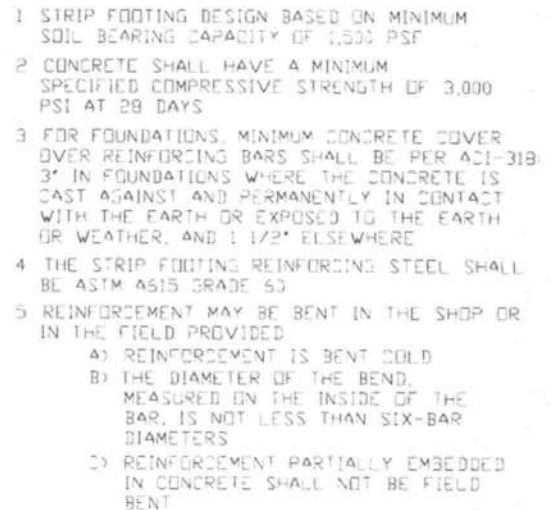 1 STRIP FOOTING DESIGN BASED ON MINIMUM
SOIL BEARING CAPACITY OF 1,500 PSF
2 CONCRETE SHALL HAVE A MINIMUM
SPECIFIED COMPRESSIVE STRENGTH OF 3,000
PSI AT 28 DAYS
3 FOR FOUNDATIONS, MINIMUM CONCRETE COVER
OVER REINFORCING BARS SHALL BE PER ACI-318:
3" IN FOUNDATIONS WHERE THE CONCRETE IS
CAST AGAINST AND PERMANENTLY IN CONTACT
WITH THE EARTH OR EXPOSED TO THE EARTH
OR WEATHER, AND 1 1/2" ELSEWHERE
4 THE STRIP FOOTING REINFORCING STEEL SHALL
BE ASTM A615 GRADE 60
5 REINFORCEMENT MAY BE BENT IN THE SHOP OR
IN THE FIELD PROVIDED
A) REINFORCEMENT IS BENT COLD
B) THE DIAMETER OF THE BEND,
MEASURED ON THE INSIDE OF THE
BAR, IS NOT LESS THAN SIX-BAR
DIAMETERS
C) REINFORCEMENT PARTIALLY EMBEDDED
IN CONCRETE SHALL NOT BE FIELD
BENT